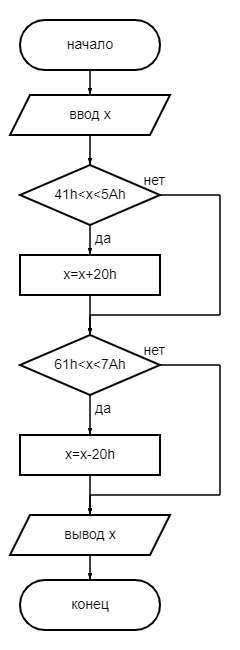 начало
ввод x
41h<x<5Ah
нет
да
x=x+20h
61h<x<7Ah
нет
да
x=x-20h
вывод x
конец